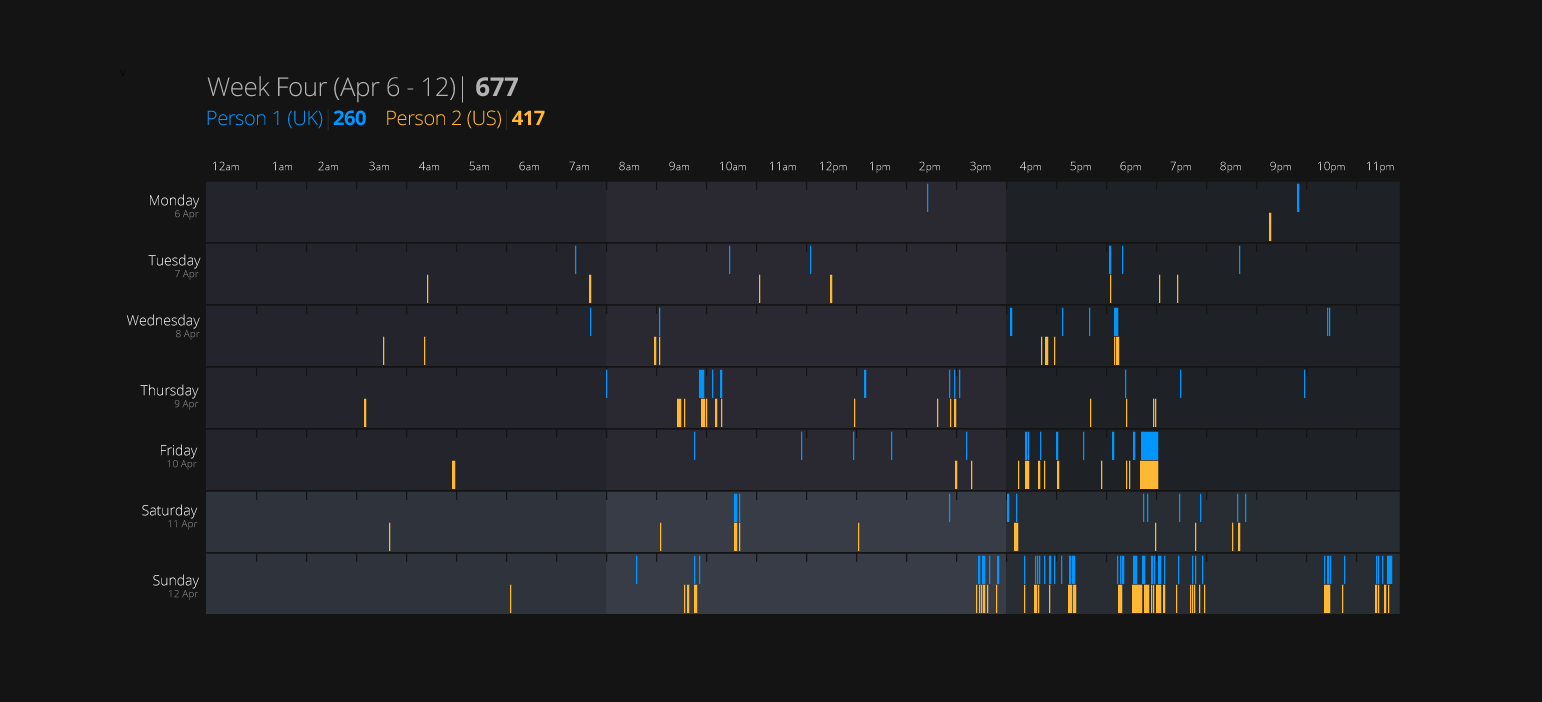 Week Four (Apr 6 - 12)| 677
Person 1 (UK) | 260 Person 2 (US) | 417
12am 1am 2am 3am 4am 5am 6am 7am 8am 9am 10am 11am 12pm 1pm 2pm 3pm 4pm 5pm 6pm 7pm 8pm 9pm 10pm 11pm
Monday
6 Apr
Tuesday
7 Apr
Wednesday
8 Apr
Thursday
9 Apr
Friday
10 Apr
Saturday
11 Apr
Sunday
12 Apr